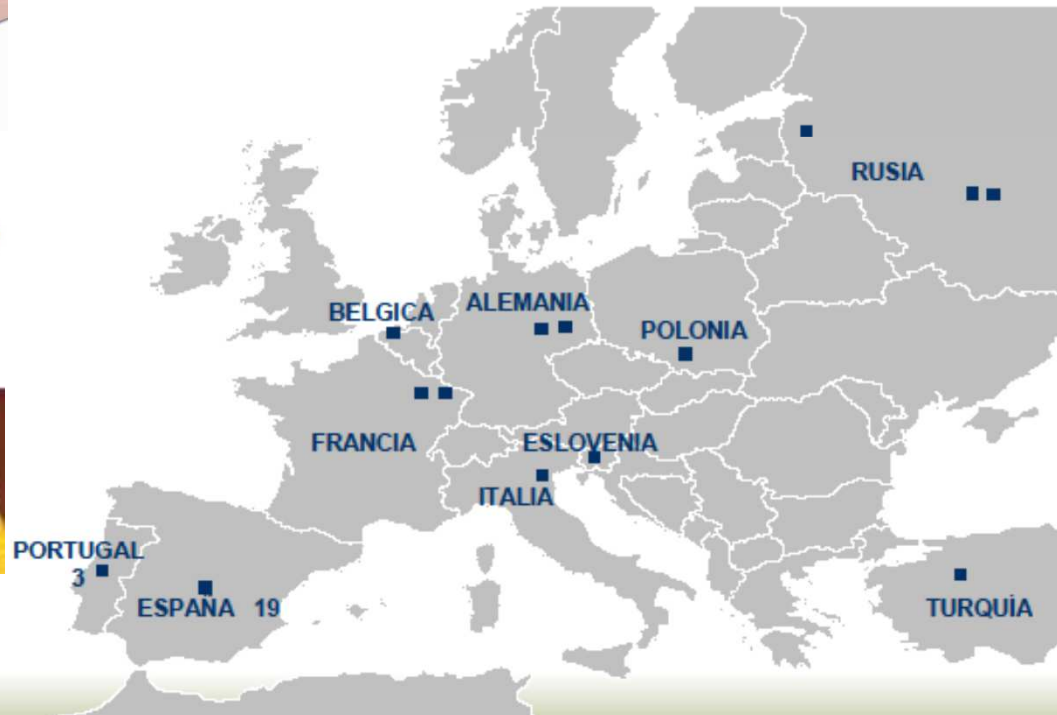 RUSIA
ALEMANIA
BELGICA
POLONIA
FRANCIA
ESLOVENIA
ITALIA
PORTUGAL
3
ESPAÑA 19
TURQUÍA